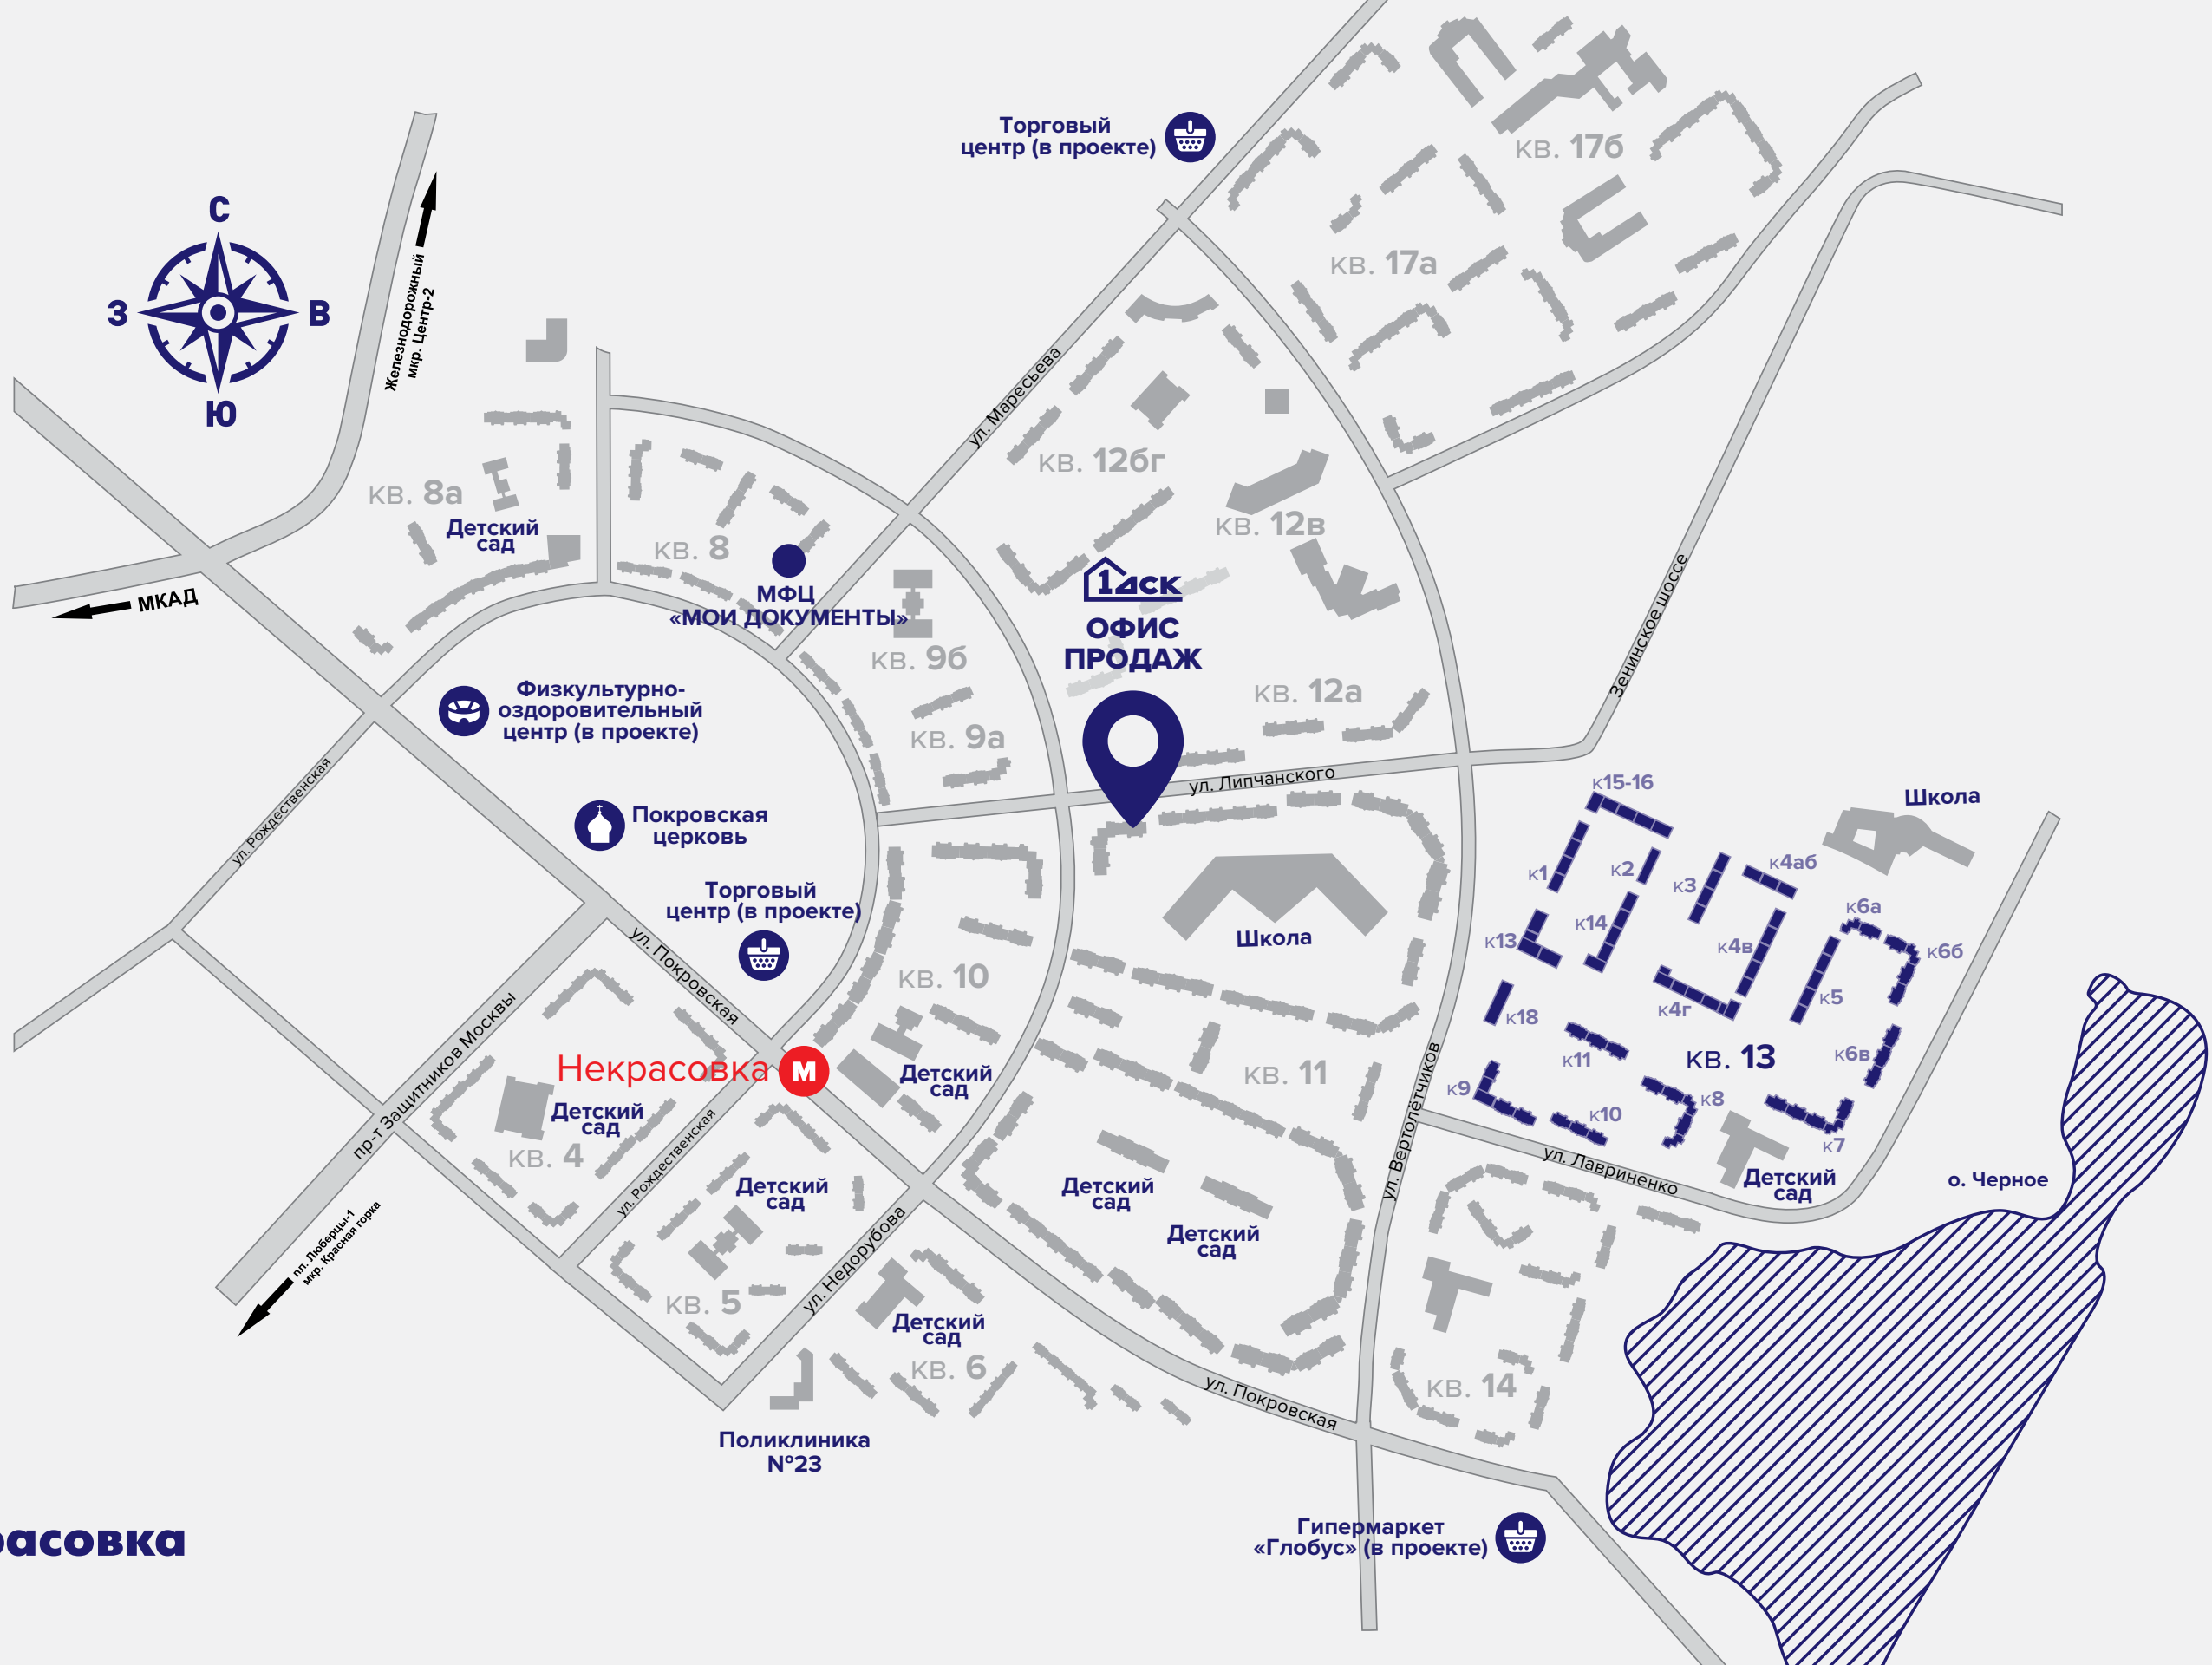 Торговый
центр (в проекте)
кв. 17б
кв. 17а
С
З
В
Ю
Железнодорожный
мкр. Центр-2
МКАД
ул. Маресьева
кв. 12бг
кв. 12в
кв. 8а
Детский
сад
кв. 8
МФЦ
«МОИ ДОКУМЕНТЫ»
1ДСК
ОФИС
ПРОДАЖ
кв. 9б
кв. 9а
кв. 12а
Зенинское шоссе
Физкультурно-
оздоровительный
центр (в проекте)
ул. Рождественская
ул. Липчанского
Покровская
церковь
Торговый
центр (в проекте)
ул. Покровская
кв. 10
Школа
Школа
к15-16
к1
к2
к3
к4аб
к6а
к14
к13
к4в
к6б
к5
к4г
к18
к11
кв. 13
к6в
к9
к10
к8
к7
пр-т Защитников Москвы
Некрасовка
М
Детский
сад
Детский
сад
кв. 4
кв. 11
ул. Рождественская
ул. Вертолётчиков
ул. Лавриненко
Детский
сад
о. Черное
Детский
сад
Детский
сад
Детский
сад
пл. Люберцы-1
мкр. Красная горка
кв. 5
ул. Недорубова
Детский
сад
кв. 6
кв. 14
ул. Покровская
Поликлиника
№23
Гипермаркет
«Глобус» (в проекте)
расовка